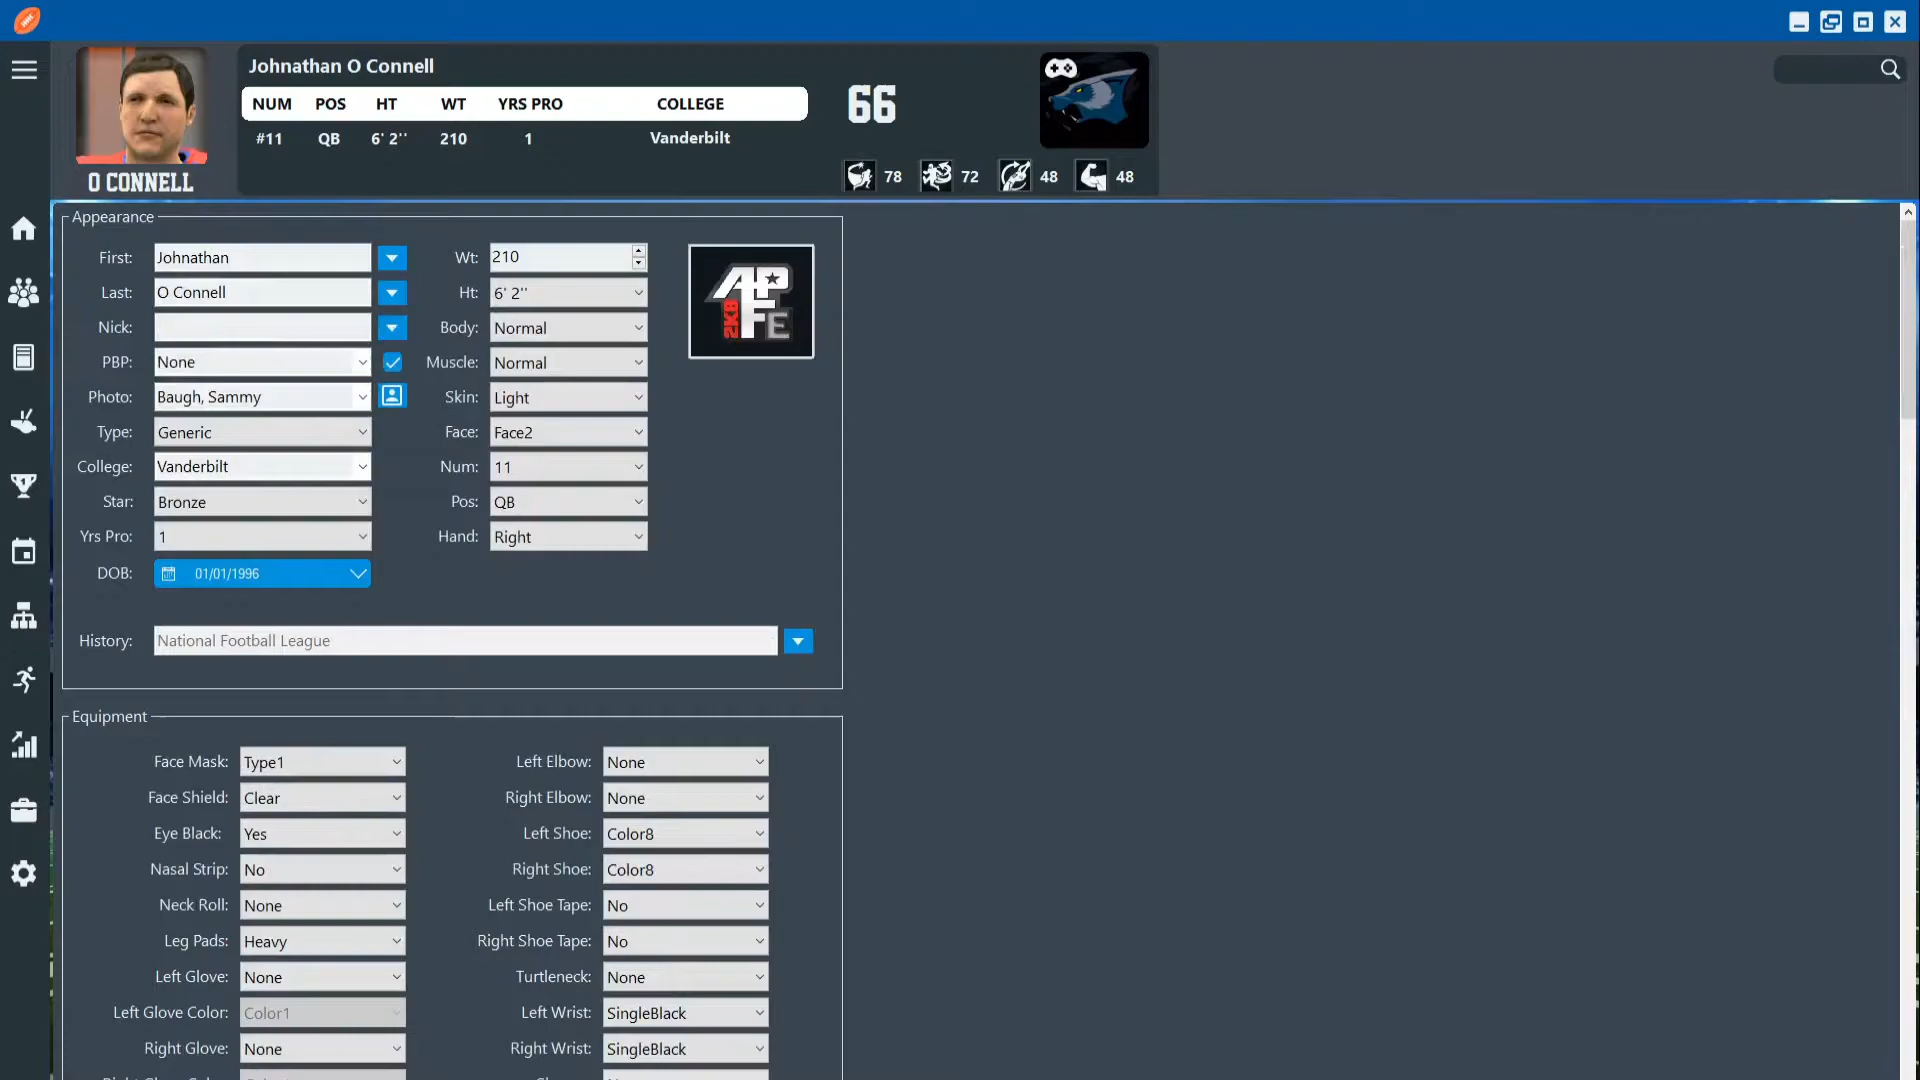 Johnathan O Connell
NUM POS HT WT YRS PRO COLLEGE
#11 QB 6' 2'' 210 1 Vanderbilt
66
O CONNELL
78 72 48 48
Appearance
First: Johnathan Wt: 210
Last: O Connell Ht: 6' 2''
Nick: Body: Normal
PBP: None Muscle: Normal
Photo: Baugh, Sammy Skin: Light
Type: Generic Face: Face2
College: Vanderbilt Num: 11
Star: Bronze Pos: QB
Yrs Pro: 1 Hand: Right
DOB: 01/01/1996
APF
2K8
E
History: National Football League
Equipment
Face Mask: Type1 Left Elbow: None
Face Shield: Clear Right Elbow: None
Eye Black: Yes Left Shoe: Color8
Nasal Strip: No Right Shoe: Color8
Neck Roll: None Left Shoe Tape: No
Leg Pads: Heavy Right Shoe Tape: No
Left Glove: None Turtleneck: None
Left Glove Color: Color1 Left Wrist: SingleBlack
Right Glove: None Right Wrist: SingleBlack